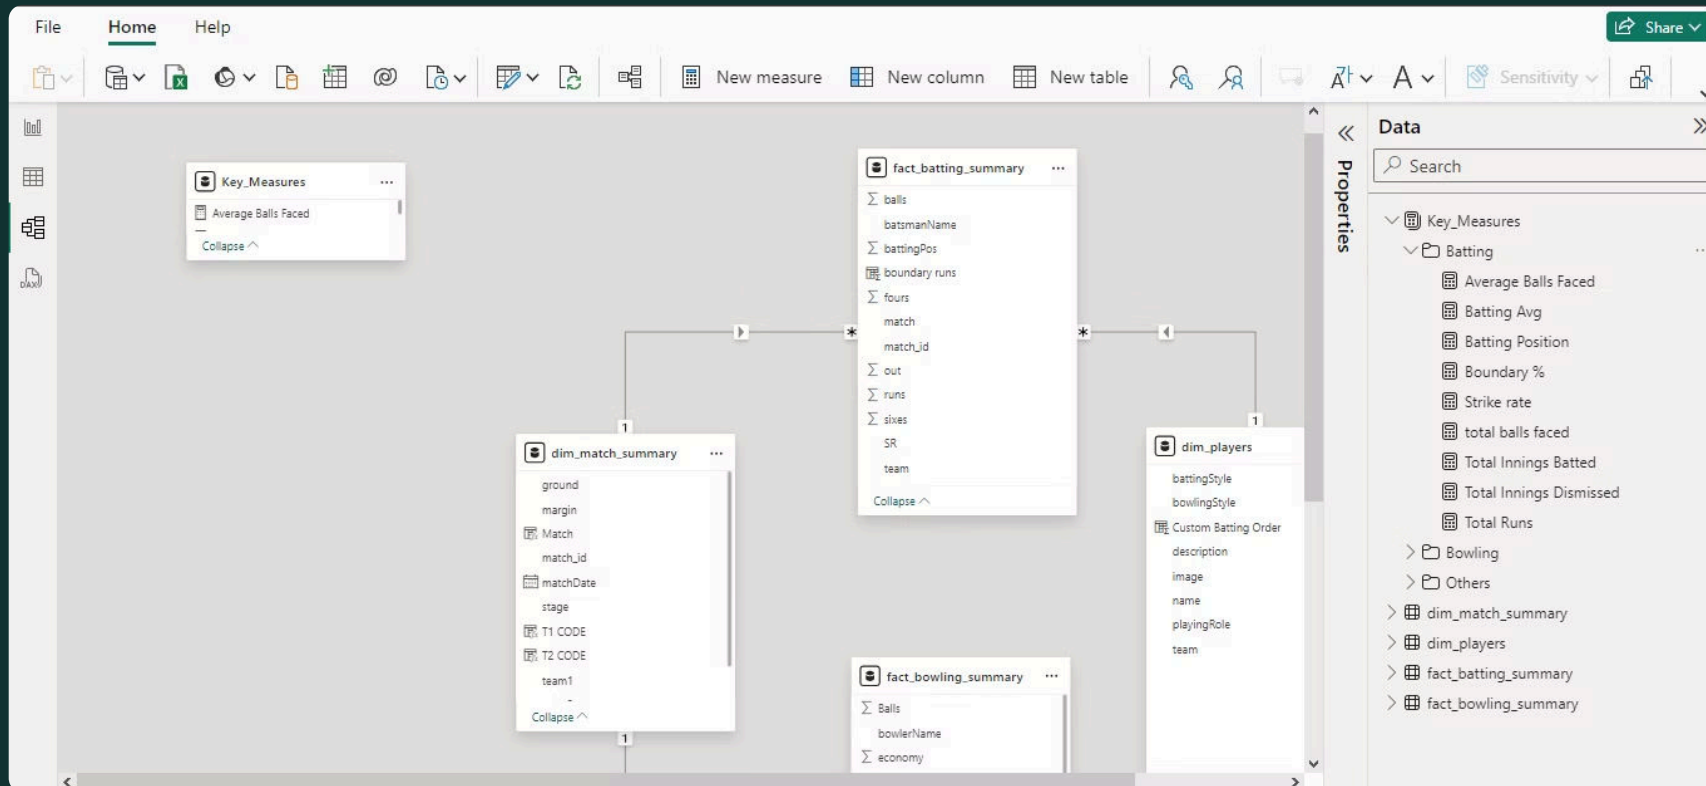 File Home Help Share
New measure New column New table Sensitivity
Key_Measures
Average Balls Faced
Collapse
fact_batting_summary
balls
batsmanName
battingPos
boundary runs
fours
match
match_id
out
runs
sixes
SR
team
Collapse
*
*
1
1
dim_match_summary
ground
margin
Match
match_id
matchDate
stage
T1 CODE
T2 CODE
team1
Collapse
1
dim_players
battingStyle
bowlingStyle
Custom Batting Order
description
image
name
playingRole
team
fact_bowling_summary
Balls
bowlerName
economy
Properties
Data
Search
Key_Measures
Batting
Average Balls Faced
Batting Avg
Batting Position
Boundary %
Strike rate
total balls faced
Total Innings Batted
Total Innings Dismissed
Total Runs
Bowling
Others
dim_match_summary
dim_players
fact_batting_summary
fact_bowling_summary